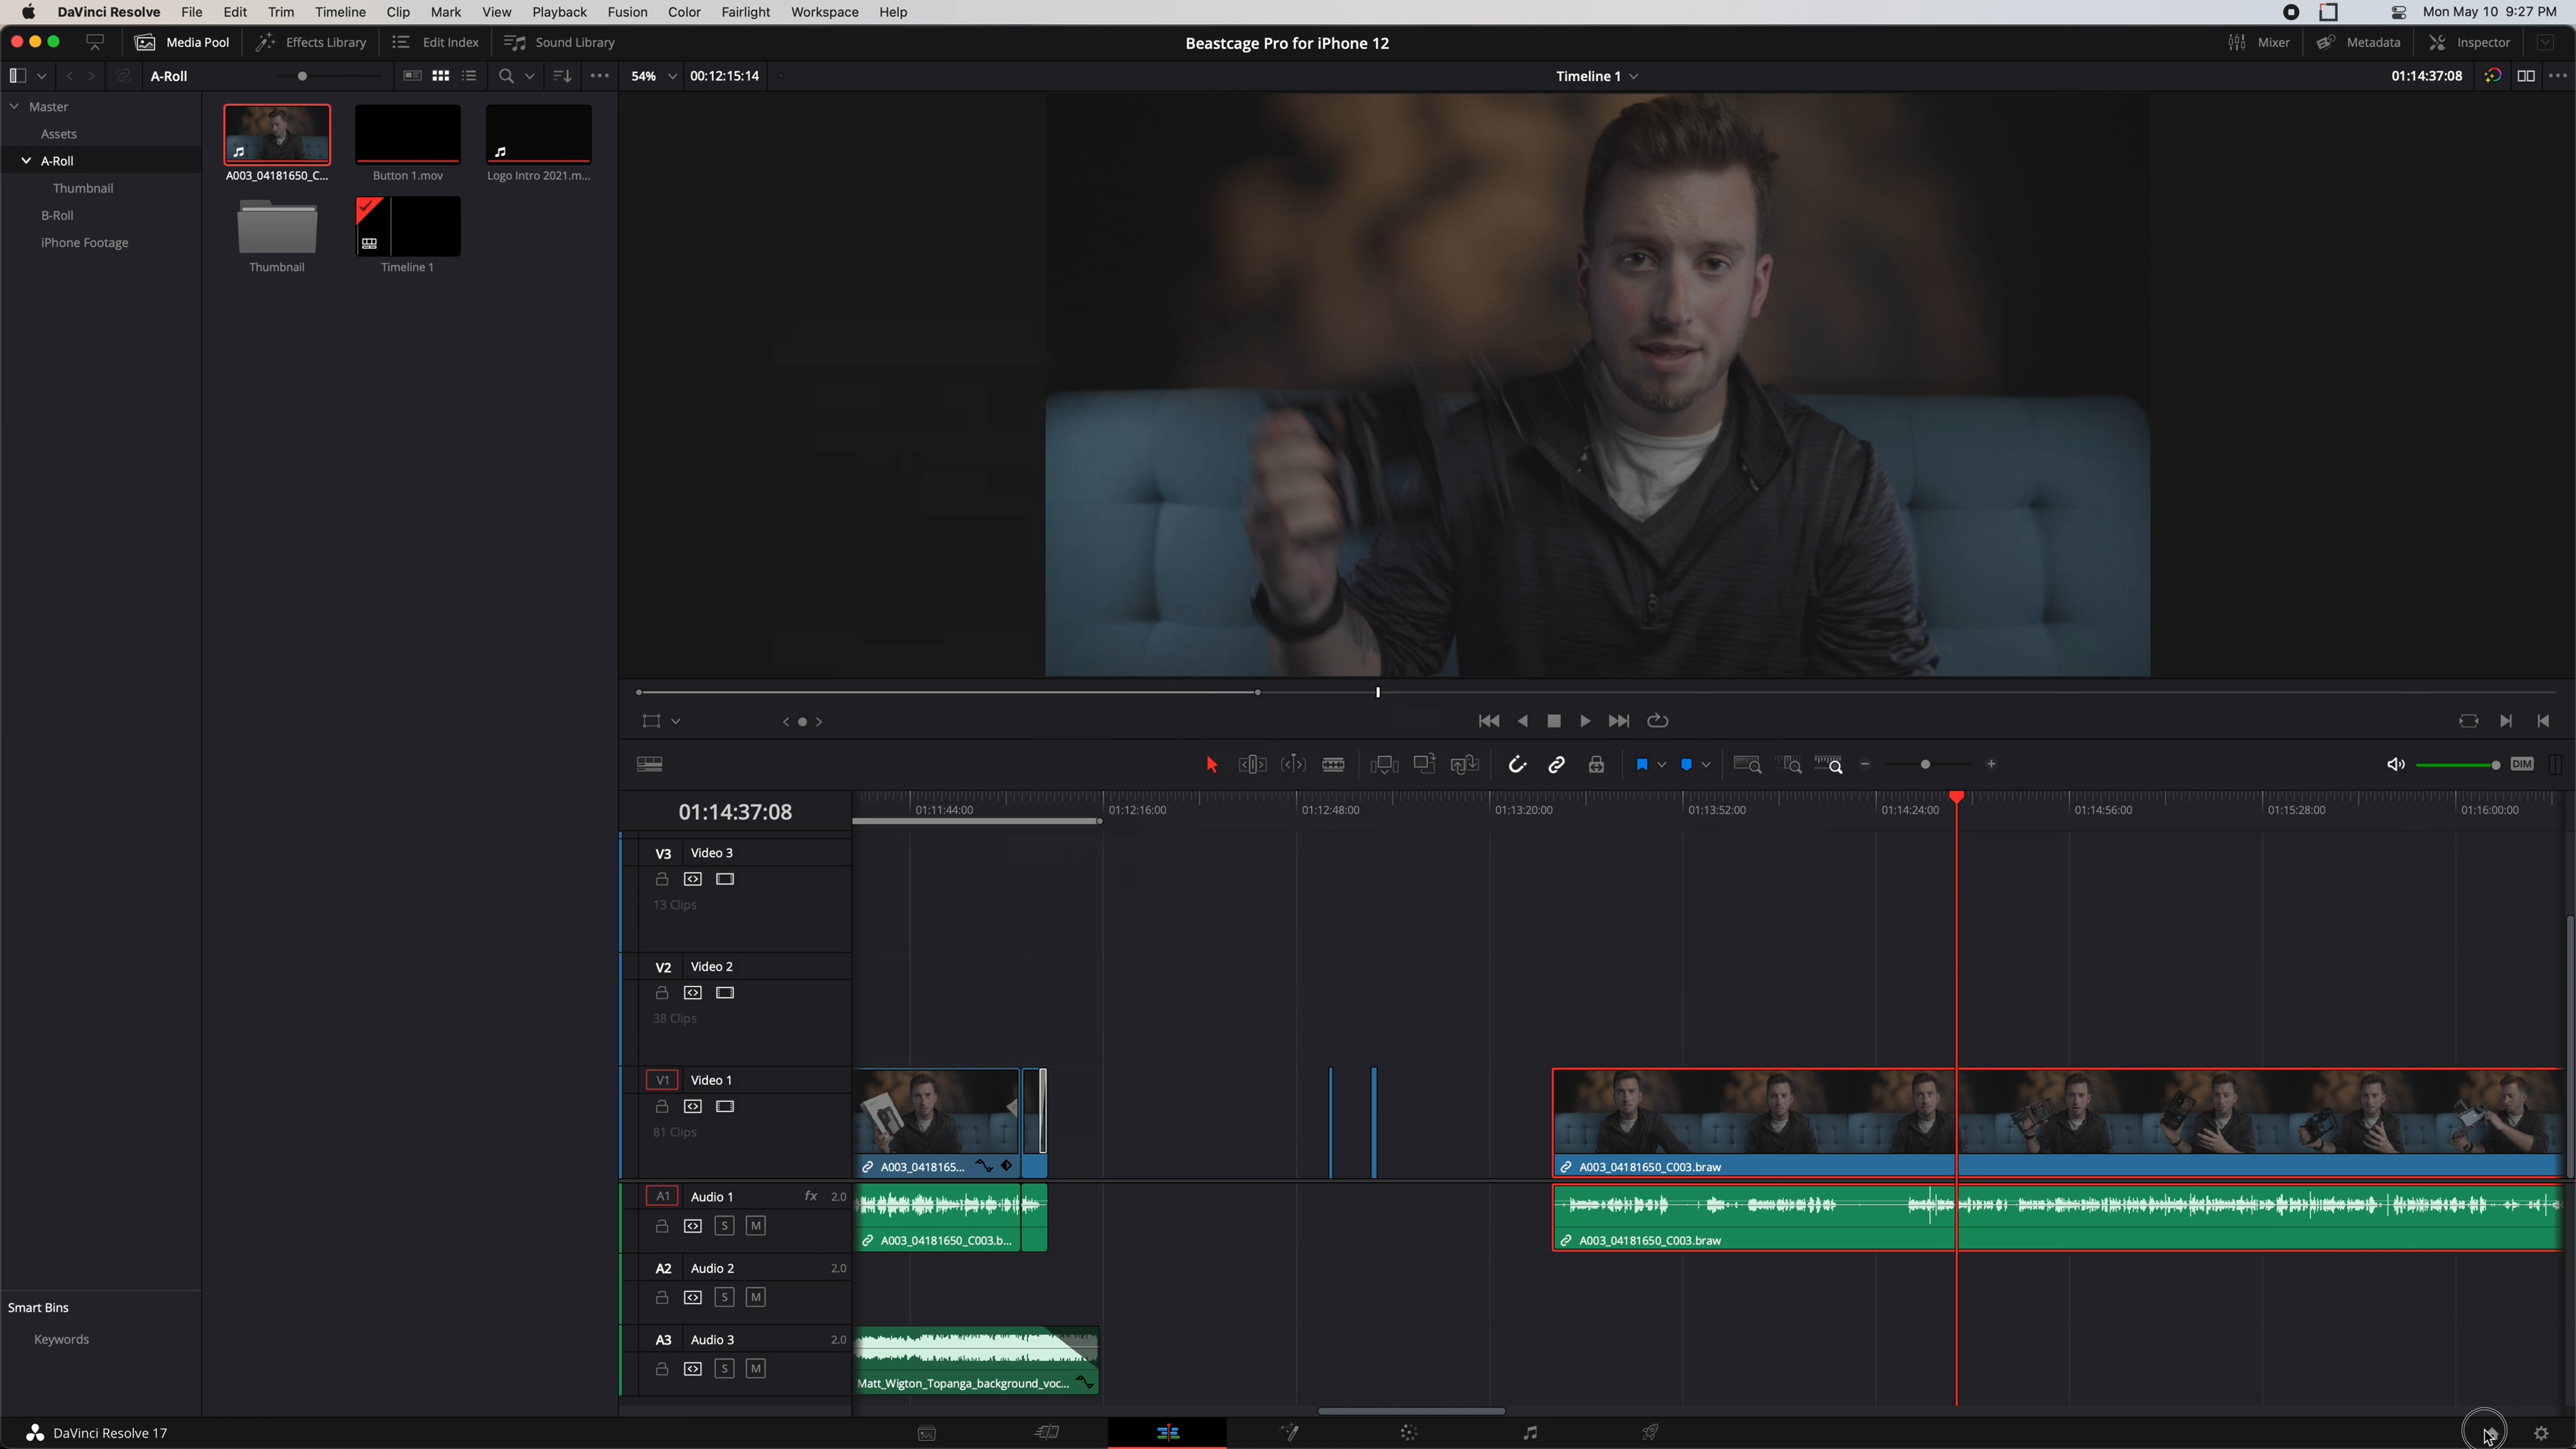 DaVinci Resolve File Edit Trim Timeline Clip Mark View Playback Fusion Color Fairlight Workspace Help Mon May 10 9:27 PM
Media Pool Effects Library Edit Index Sound Library Beastcage Pro for iPhone 12 Mixer Metadata Inspector
A-Roll 54% 00:12:15:14 Timeline 1 01:14:37:08
Master
Assets
A-Roll
Thumbnail
B-Roll
iPhone Footage
A003_04181650_C... Button 1.mov Logo Intro 2021.m...
Thumbnail Timeline 1
DIM
01:14:37:08 01:11:44:00 01:12:16:00 01:12:48:00 01:13:20:00 01:13:52:00 01:14:24:00 01:14:56:00 01:15:28:00 01:16:00:00
V3 Video 3
13 Clips
V2 Video 2
38 Clips
V1 Video 1
81 Clips
A003_0418165... A003_04181650_C003.braw
A1 Audio 1 fx 2.0
S M
A003_04181650_C003.b... A003_04181650_C003.braw
A2 Audio 2 2.0
S M
A3 Audio 3 2.0
S M
Matt_Wigton_Topanga_background_voc...
Smart Bins
Keywords
DaVinci Resolve 17